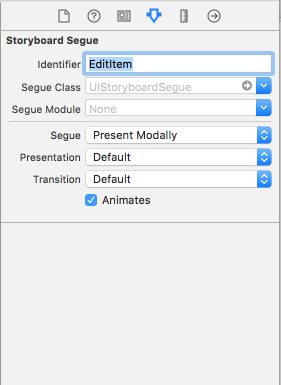 Storyboard Segue
Identifier EditItem
Segue Class UIStoryboardSegue
Segue Module None
Segue Present Modally
Presentation Default
Transition Default
Animates